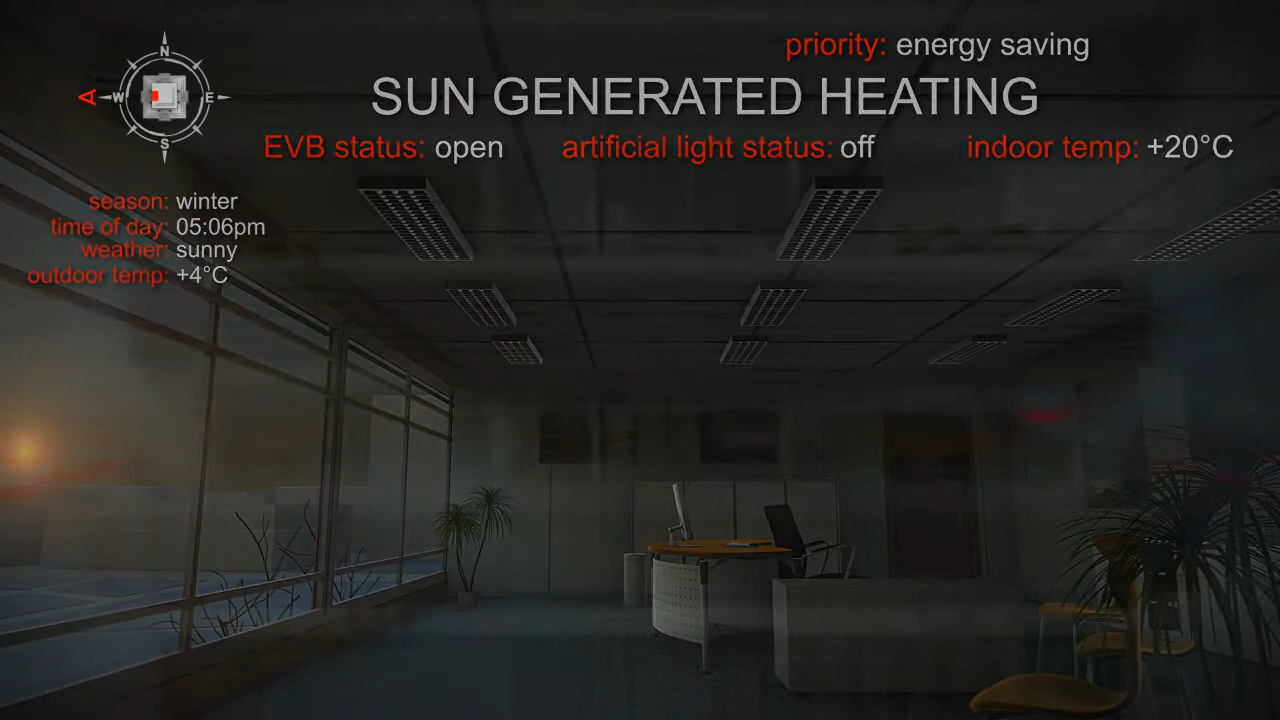 priority: energy saving
SUN GENERATED HEATING
EVB status: open artificial light status: off indoor temp: +20°C
N
W E
S
A
season: winter
time of day: 05:06pm
weather: sunny
outdoor temp: +4°C